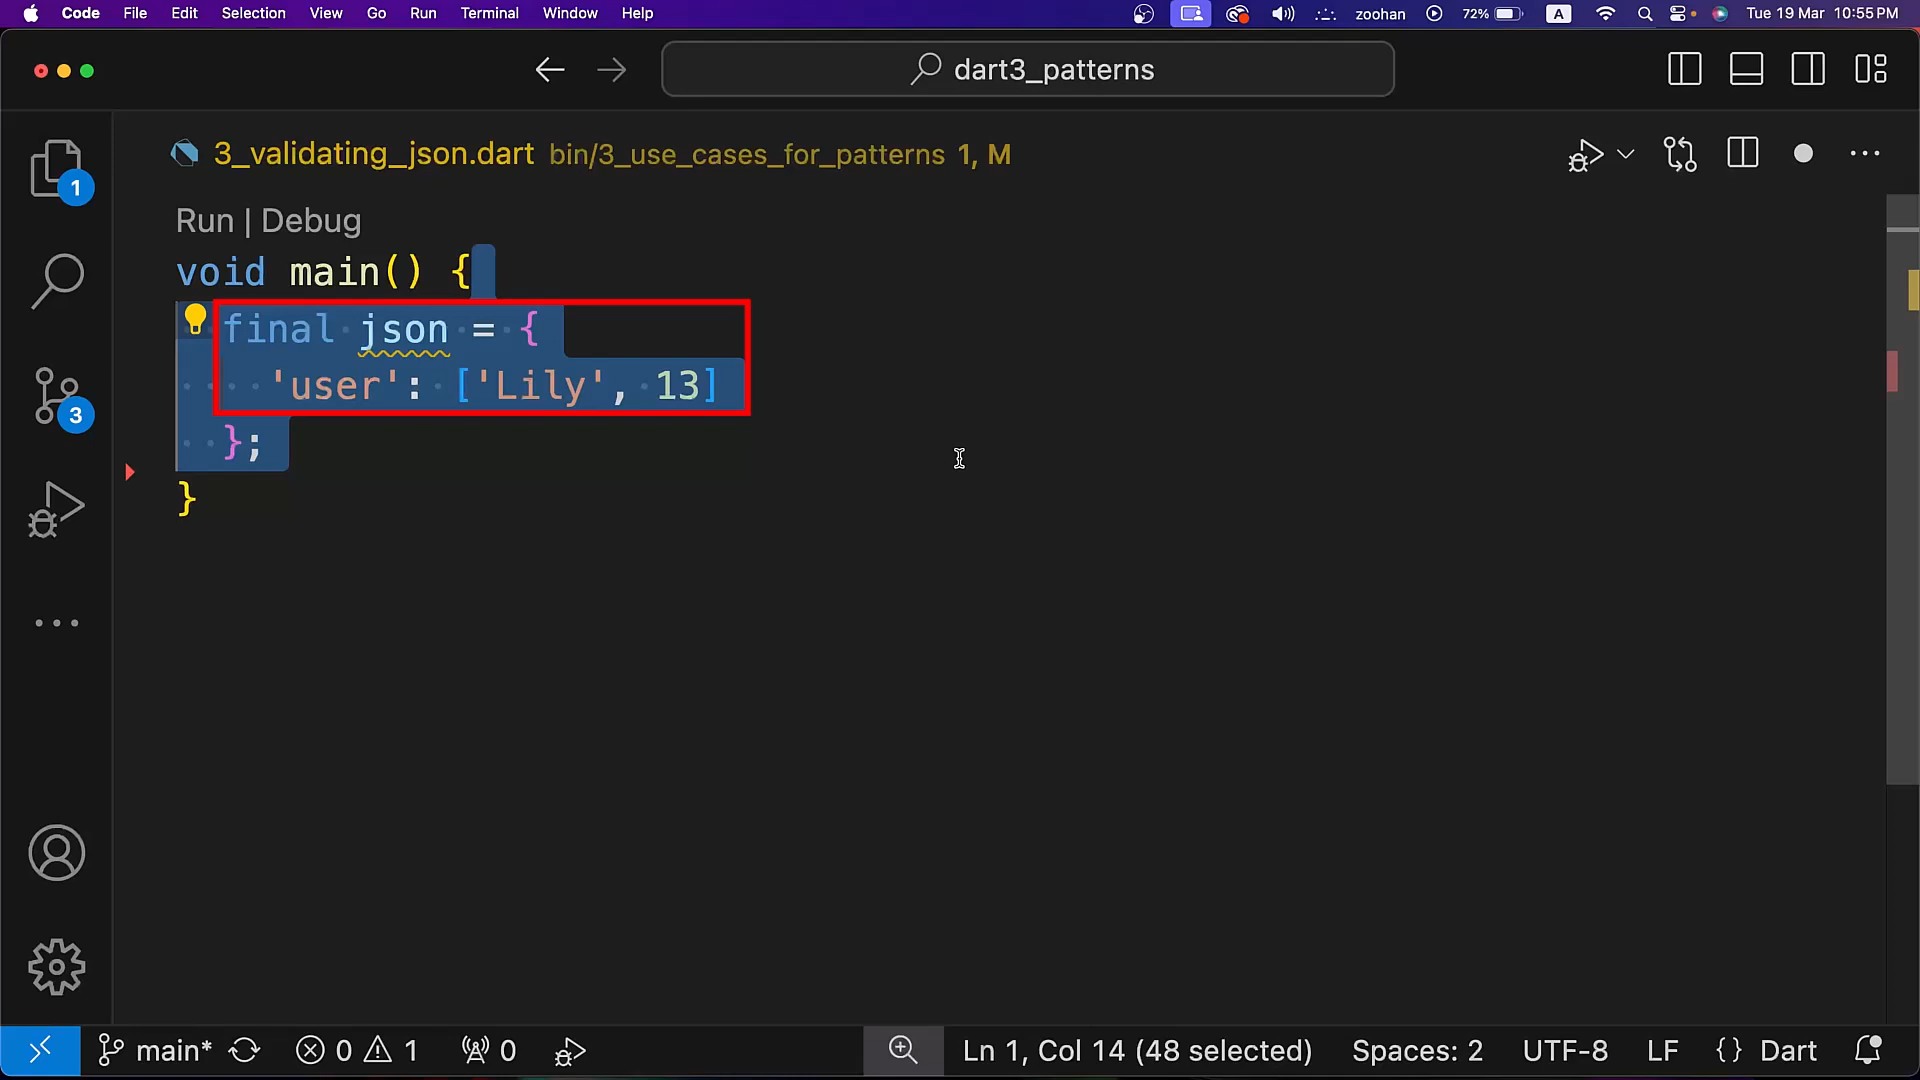 Code File Edit Selection View Go Run Terminal Window Help zoohan 72% A Tue 19 Mar 10:55 PM
dart3_patterns
3_validating_json.dart bin/3_use_cases_for_patterns 1, M
1
Run | Debug
void main() {
final json = {
'user': ['Lily', 13]
};
}
3
main* 0 1 0 Ln 1, Col 14 (48 selected) Spaces: 2 UTF-8 LF {} Dart